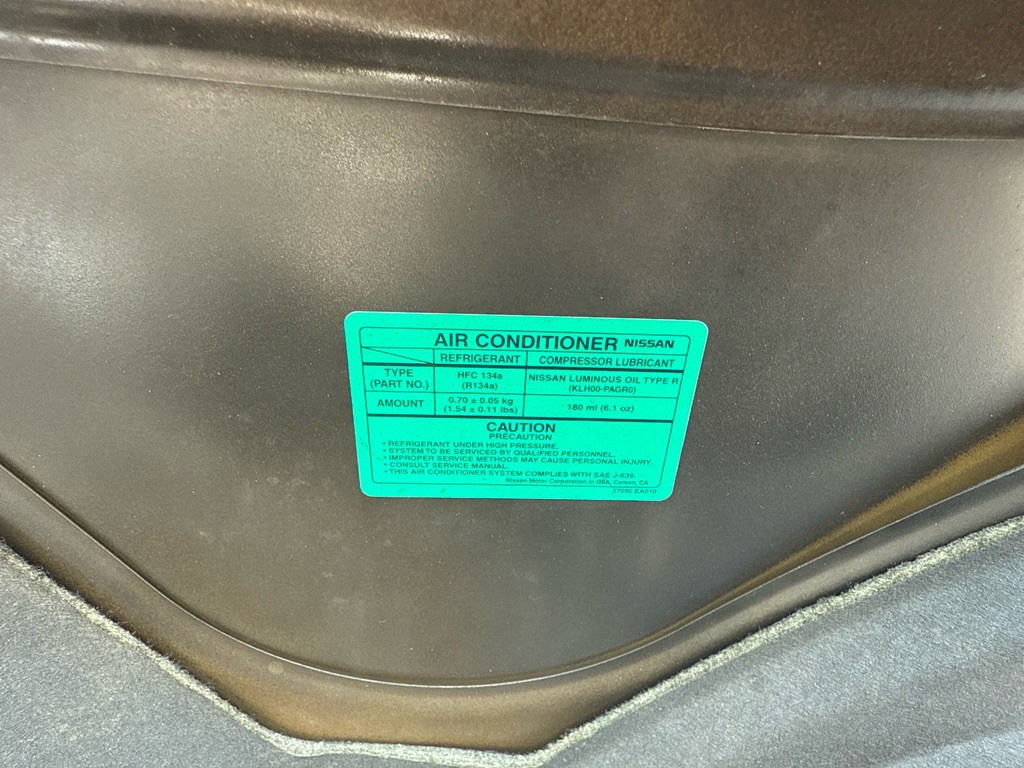 AIR CONDITIONER NISSAN
REFRIGERANT COMPRESSOR LUBRICANT
TYPE HFC 134a NISSAN LUMINOUS OIL TYPE R
(PART NO.) (R134a) (KLH00-PAGR0)
AMOUNT 0.70 ± 0.05 kg 180 ml (6.1 oz)
(1.54 ± 0.11 lbs)
CAUTION
PRECAUTION
• REFRIGERANT UNDER HIGH PRESSURE.
• SYSTEM TO BE SERVICED BY QUALIFIED PERSONNEL.
• IMPROPER SERVICE METHODS MAY CAUSE PERSONAL INJURY.
• CONSULT SERVICE MANUAL.
• THIS AIR CONDITIONER SYSTEM COMPLIES WITH SAE J-639.
Nissan Motor Corporation in USA, Carson, CA
27090 EA010